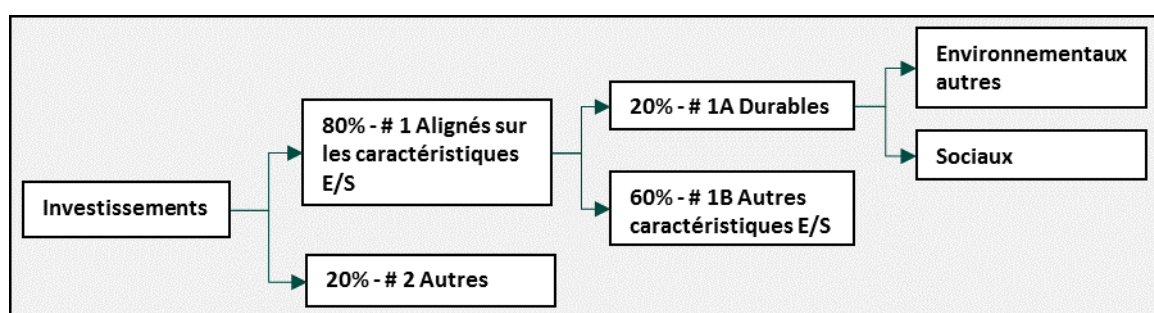 Investissements
80% - # 1 Alignés sur
les caractéristiques
E/S
20% - # 2 Autres
20% - # 1A Durables
60% - # 1B Autres
caractéristiques E/S
Environnementaux
autres
Sociaux